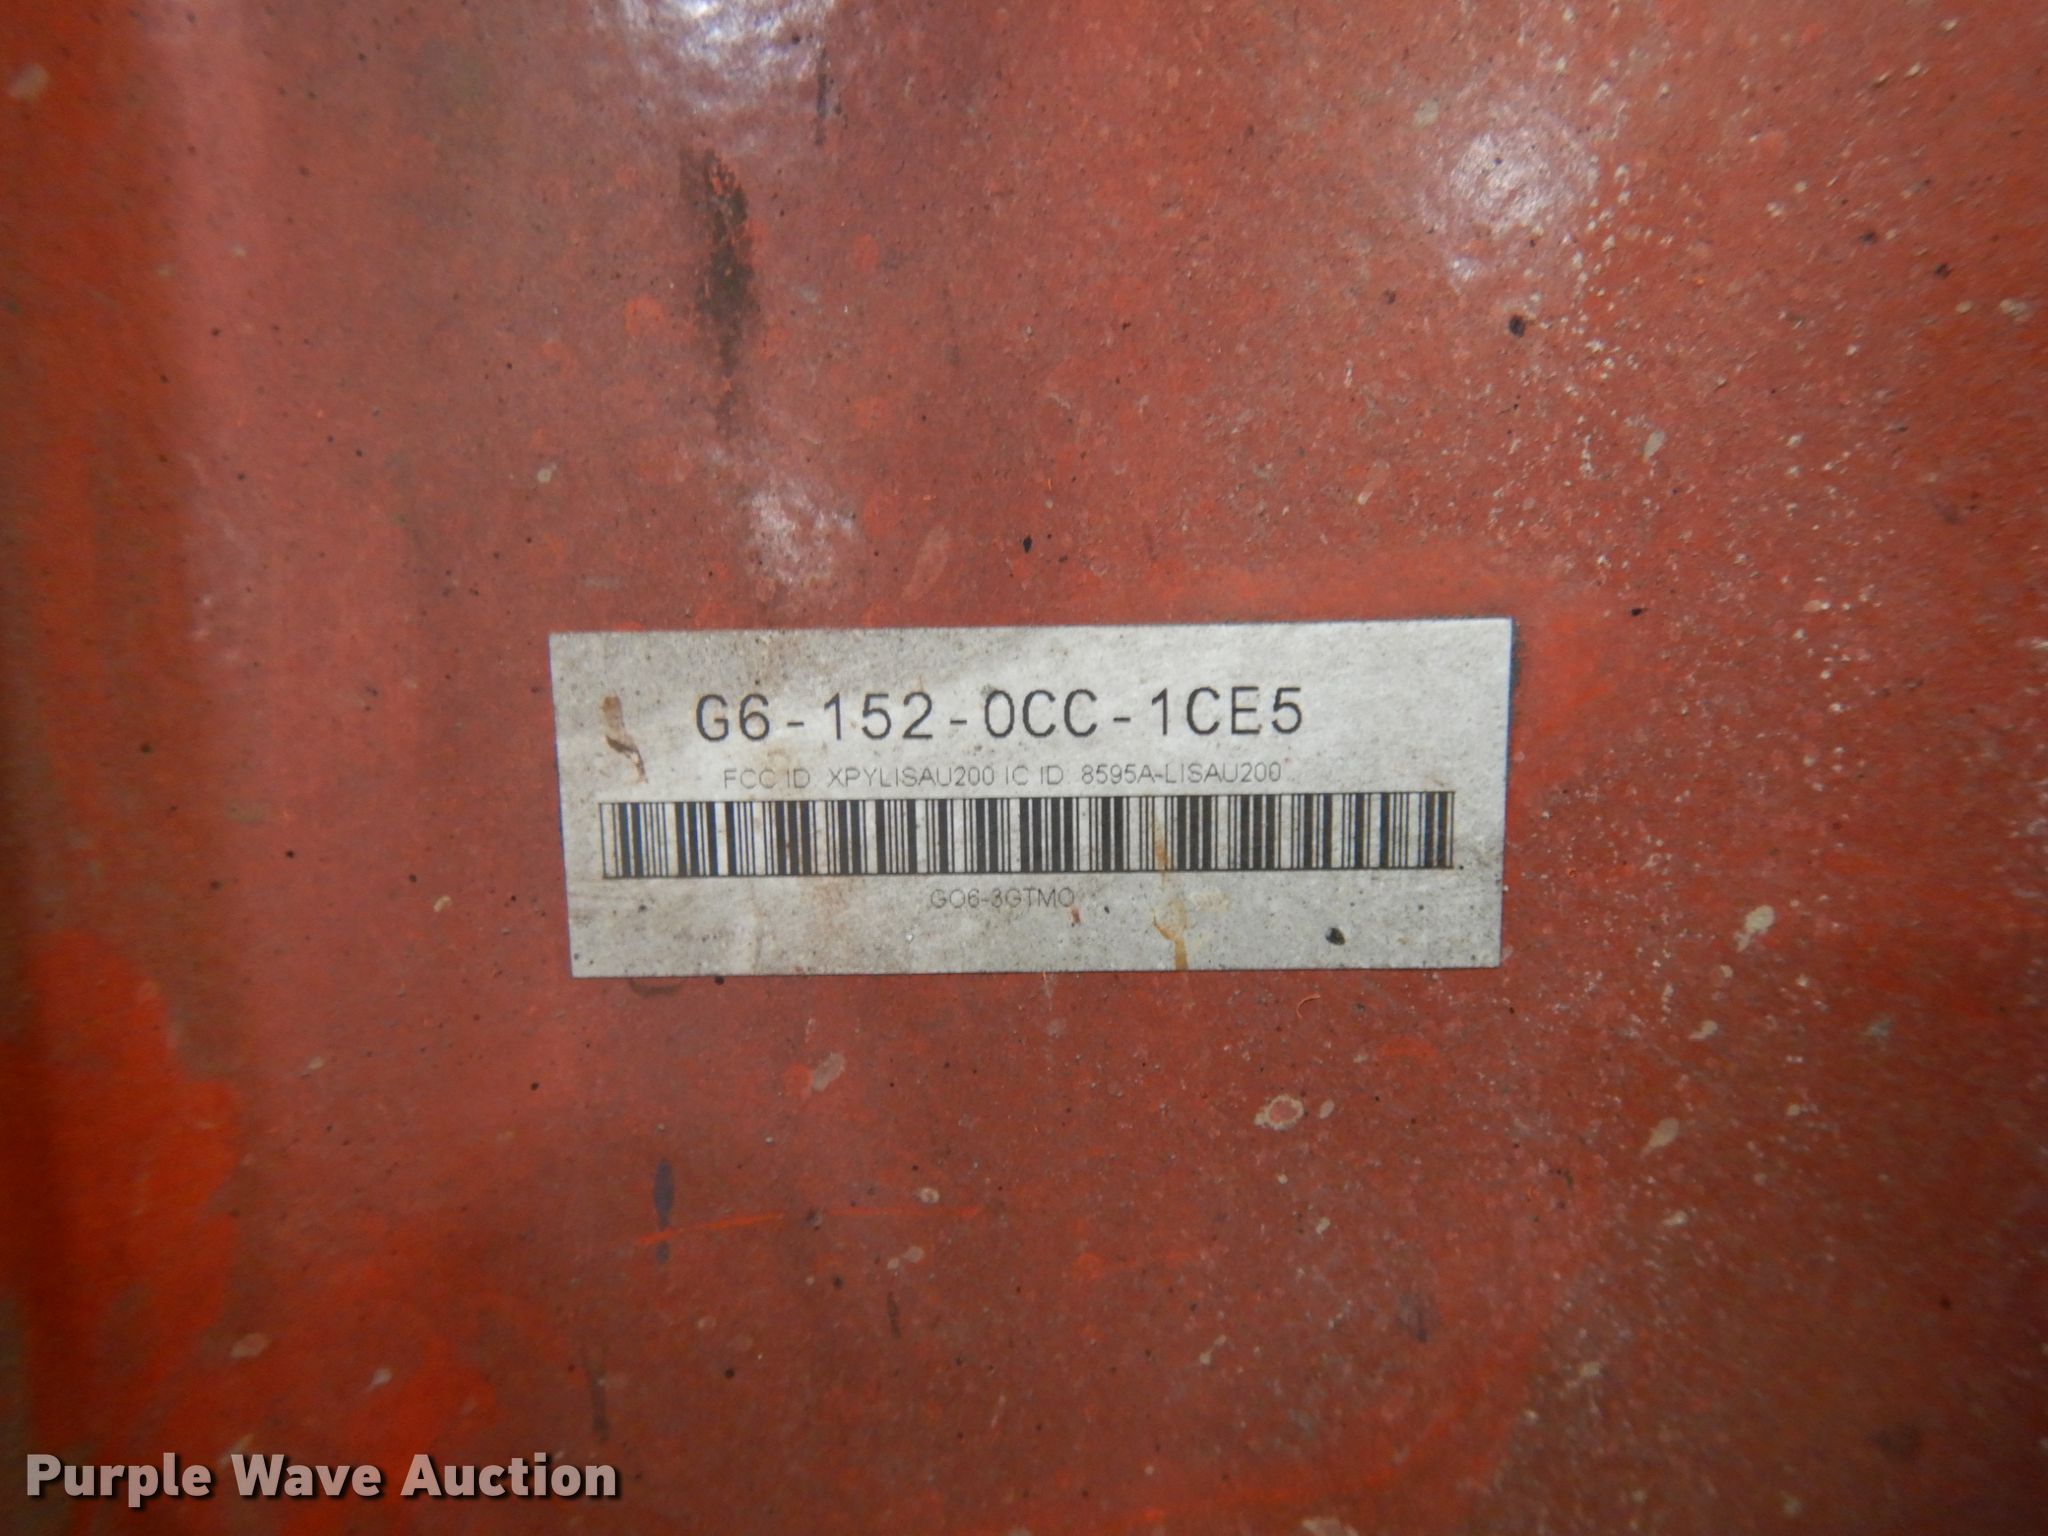 G6-152-0CC-1CE5
FCC ID XPYLISAU200 IC ID 8595A-LISAU200
GO6-3GTMO
Purple Wave Auction